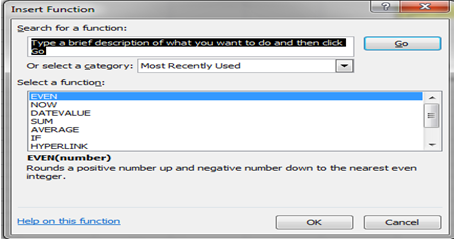 Insert Function
Search for a function:
Type a brief description of what you want to do and then click
Go
Go
Or select a category: Most Recently Used
Select a function:
EVEN
NOW
DATEVALUE
SUM
AVERAGE
IF
HYPERLINK
EVEN(number)
Rounds a positive number up and negative number down to the nearest even
integer.
Help on this function
OK
Cancel